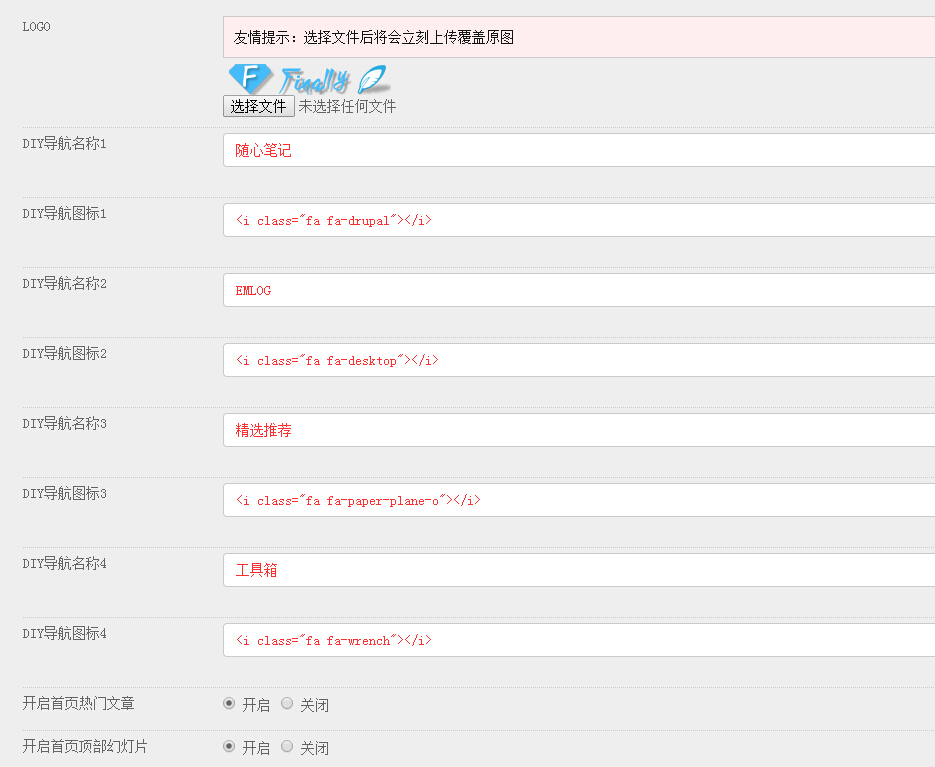 LOGO
友情提示：选择文件后将会立刻上传覆盖原图
F Finally
选择文件 未选择任何文件
DIY导航名称1
随心笔记
DIY导航图标1
<i class="fa fa-drupal"></i>
DIY导航名称2
EMLOG
DIY导航图标2
<i class="fa fa-desktop"></i>
DIY导航名称3
精选推荐
DIY导航图标3
<i class="fa fa-paper-plane-o"></i>
DIY导航名称4
工具箱
DIY导航图标4
<i class="fa fa-wrench"></i>
开启首页热门文章 开启 关闭
开启首页顶部幻灯片 开启 关闭